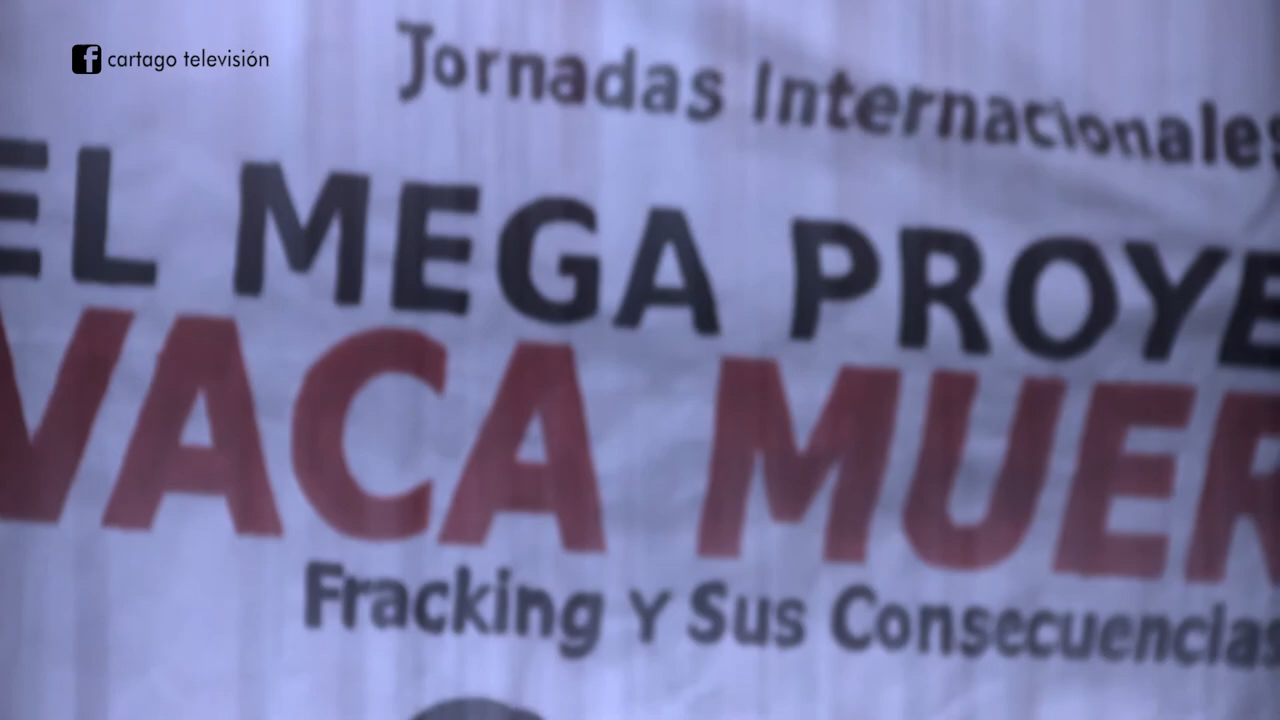 cartago televisión
Jornadas Internacionales
EL MEGA PROYE
VACA MUER
Fracking Y Sus Consecuencias